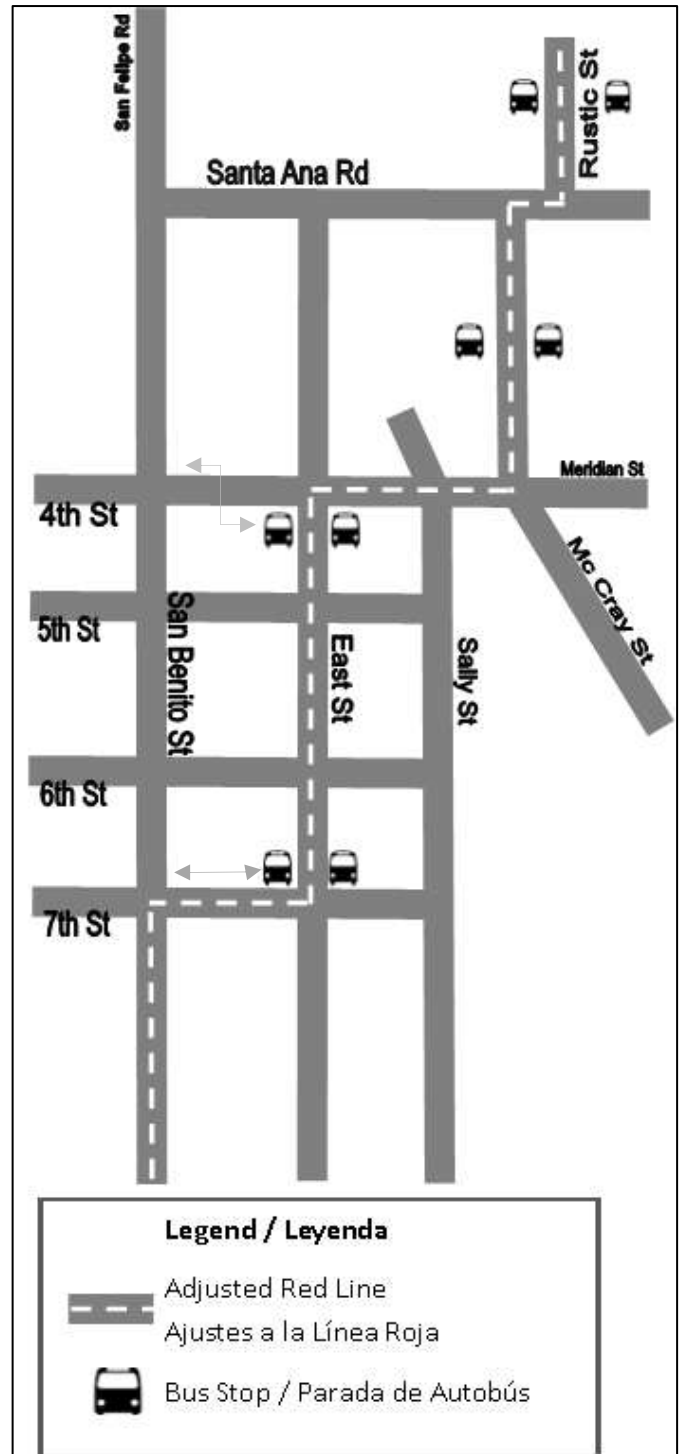 San Felipe Rd
Rustic St
Santa Ana Rd
Meridian St
4th St
Mc Cray St
5th St
San Benito St
East St
Sally St
6th St
7th St
Legend / Leyenda
Adjusted Red Line
Ajustes a la Línea Roja
Bus Stop / Parada de Autobús